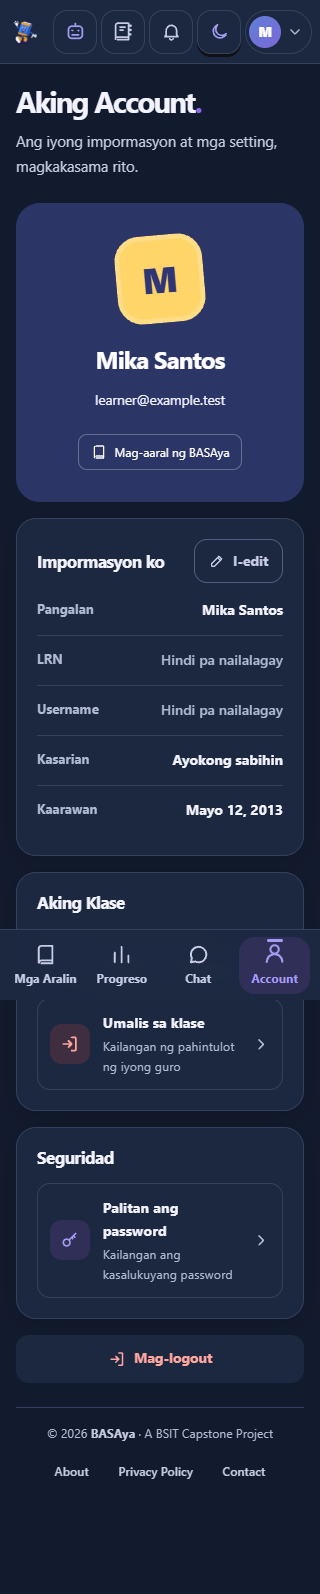 M
Aking Account.
Ang iyong impormasyon at mga setting,
magkakasama rito.
M
Mika Santos
learner@example.test
Mag-aaral ng BASAya
Impormasyon ko
I-edit
Pangalan Mika Santos
LRN Hindi pa nailalagay
Username Hindi pa nailalagay
Kasarian Ayokong sabihin
Kaarawan Mayo 12, 2013
Aking Klase
Mga Aralin Progreso Chat Account
Umalis sa klase
Kailangan ng pahintulot
ng iyong guro
Seguridad
Palitan ang
password
Kailangan ang
kasalukuyang password
Mag-logout
© 2026 BASAya · A BSIT Capstone Project
About Privacy Policy Contact